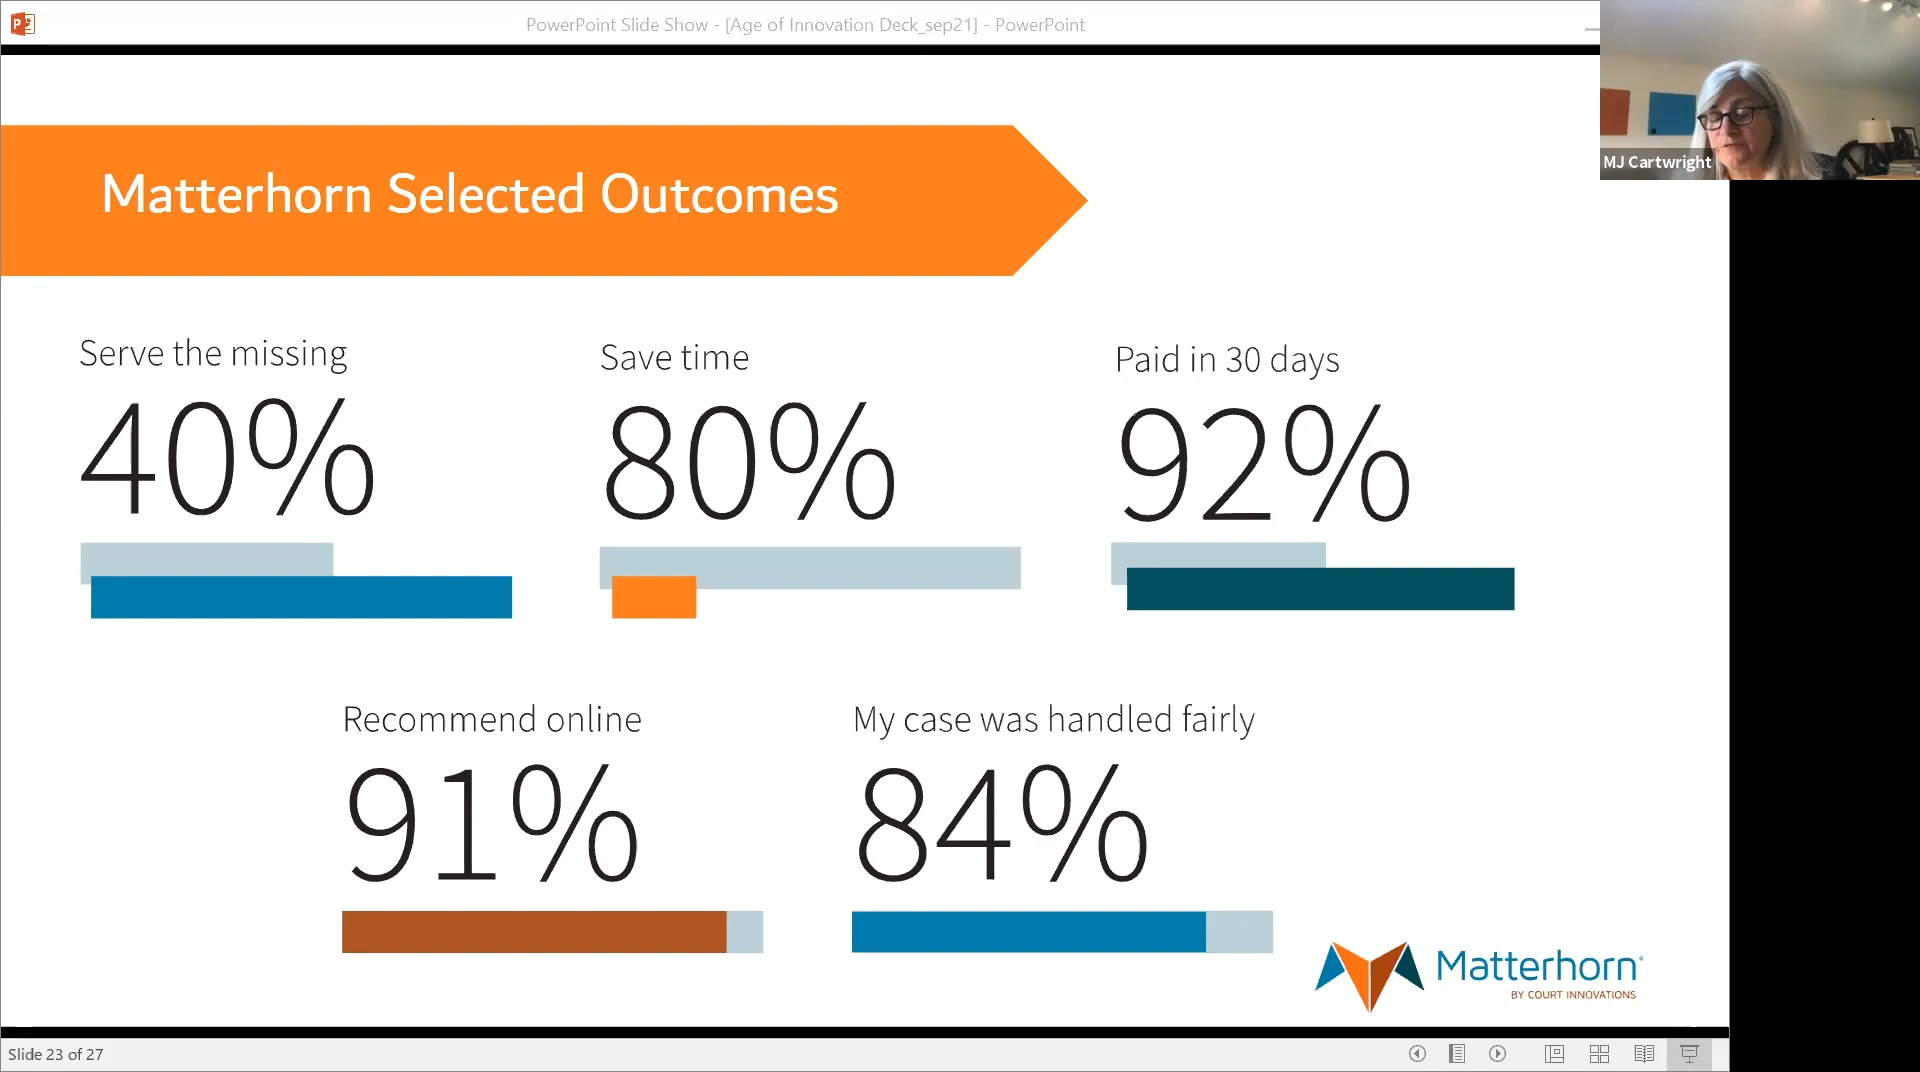 PowerPoint Slide Show - [Age of Innovation Deck_sep21] - PowerPoint
MJ Cartwright
Matterhorn Selected Outcomes
Serve the missing
40%
Save time
80%
Paid in 30 days
92%
Recommend online
91%
My case was handled fairly
84%
Matterhorn
BY COURT INNOVATIONS
Slide 23 of 27